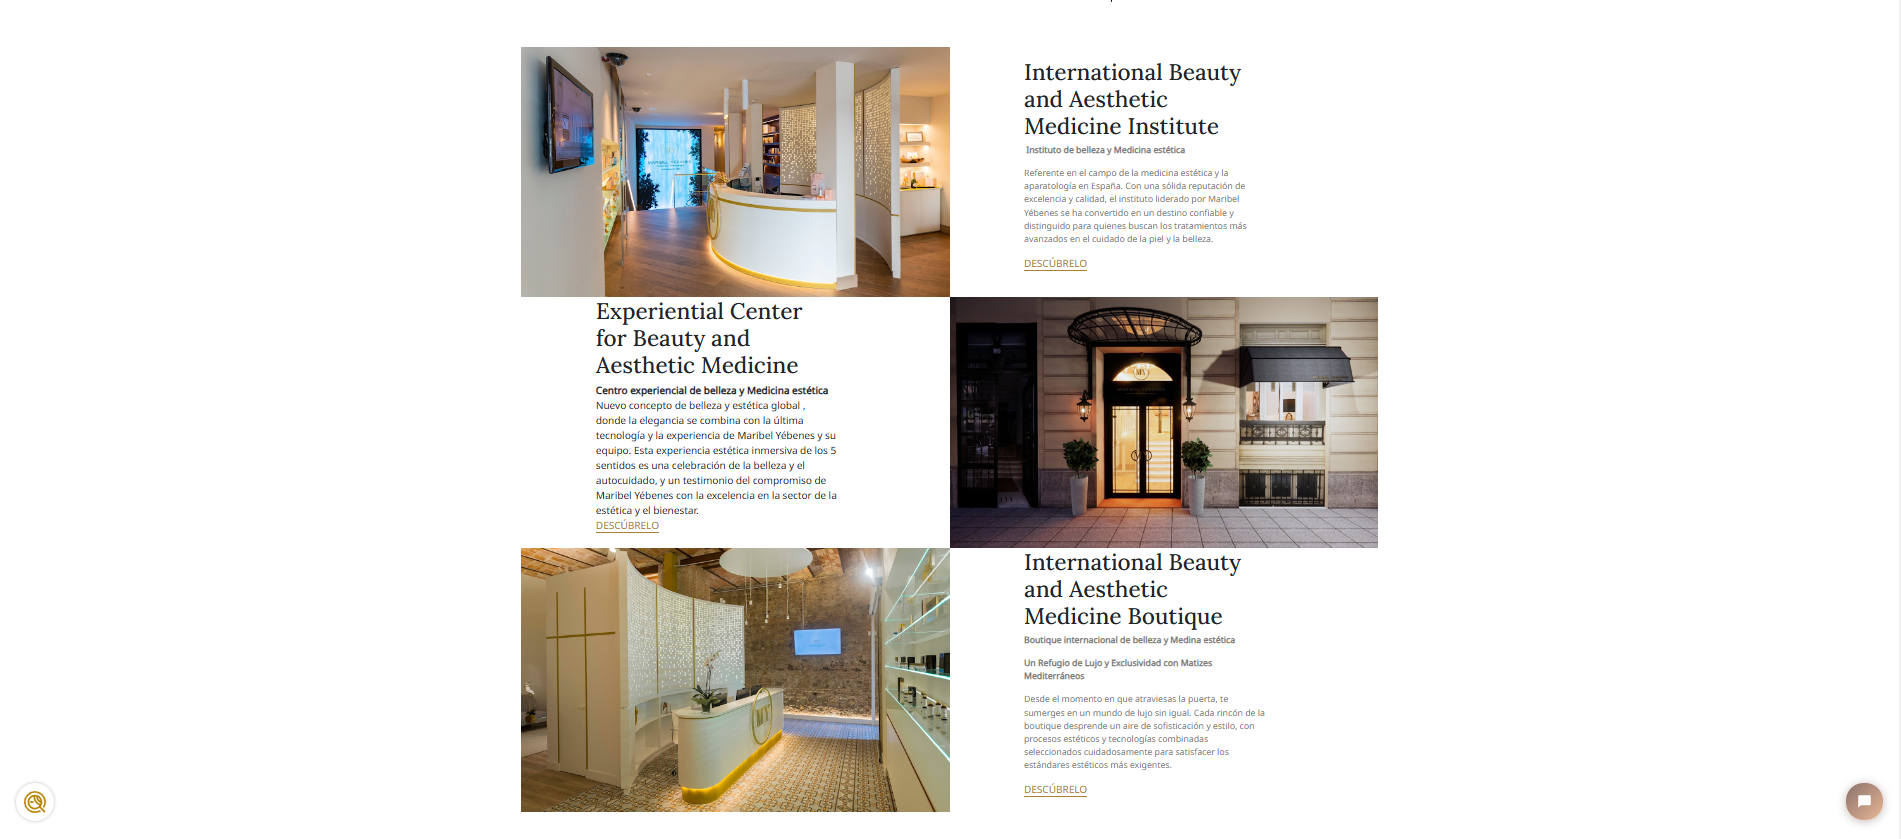 International Beauty
and Aesthetic
Medicine Institute
Instituto de belleza y Medicina estética
Referente en el campo de la medicina estética y la
aparatología en España. Con una sólida reputación de
excelencia y calidad, el instituto liderado por Maribel
Yébenes se ha convertido en un destino confiable y
distinguido para quienes buscan los tratamientos más
avanzados en el cuidado de la piel y la belleza.
DESCÚBRELO
Experiential Center
for Beauty and
Aesthetic Medicine
Centro experiencial de belleza y Medicina estética
Nuevo concepto de belleza y estética global ,
donde la elegancia se combina con la última
tecnología y la experiencia de Maribel Yébenes y su
equipo. Esta experiencia estética inmersiva de los 5
sentidos es una celebración de la belleza y el
autocuidado, y un testimonio del compromiso de
Maribel Yébenes con la excelencia en la sector de la
estética y el bienestar.
DESCÚBRELO
International Beauty
and Aesthetic
Medicine Boutique
Boutique internacional de belleza y Medina estética
Un Refugio de Lujo y Exclusividad con Matizes
Mediterráneos
Desde el momento en que atraviesas la puerta, te
sumerges en un mundo de lujo sin igual. Cada rincón de la
boutique desprende un aire de sofisticación y estilo, con
procesos estéticos y tecnologías combinadas
seleccionados cuidadosamente para satisfacer los
estándares estéticos más exigentes.
DESCÚBRELO